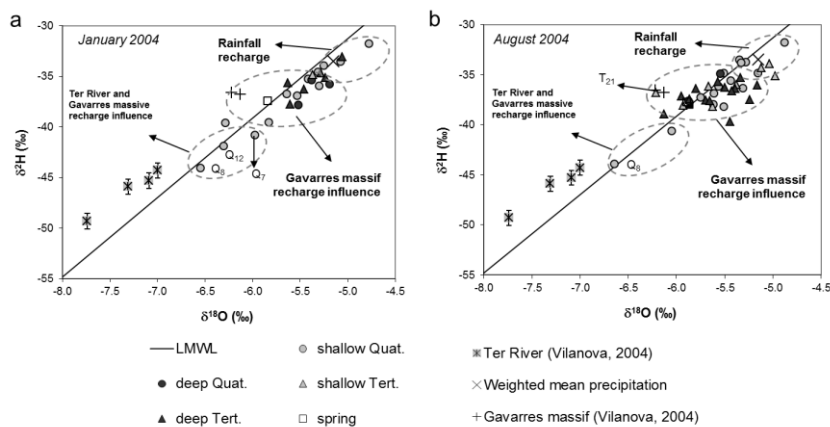 a
January 2004
Rainfall
recharge
Ter River and
Gavarres massive
recharge influence
Q12
Q8
Q7
Gavarres massif
recharge influence
δ²H (‰)
-30
-35
-40
-45
-50
-55
-8.0 -7.5 -7.0 -6.5 -6.0 -5.5 -5.0 -4.5
δ¹⁸O (‰)
b
August 2004
Rainfall
recharge
T21
Ter River and
Gavarres massive
recharge influence
Q8
Gavarres massif
recharge influence
δ²H (‰)
-30
-35
-40
-45
-50
-55
-8.0 -7.5 -7.0 -6.5 -6.0 -5.5 -5.0 -4.5
δ¹⁸O (‰)
LMWL
shallow Quat.
Ter River (Vilanova, 2004)
deep Quat.
shallow Tert.
Weighted mean precipitation
deep Tert.
spring
Gavarres massif (Vilanova, 2004)